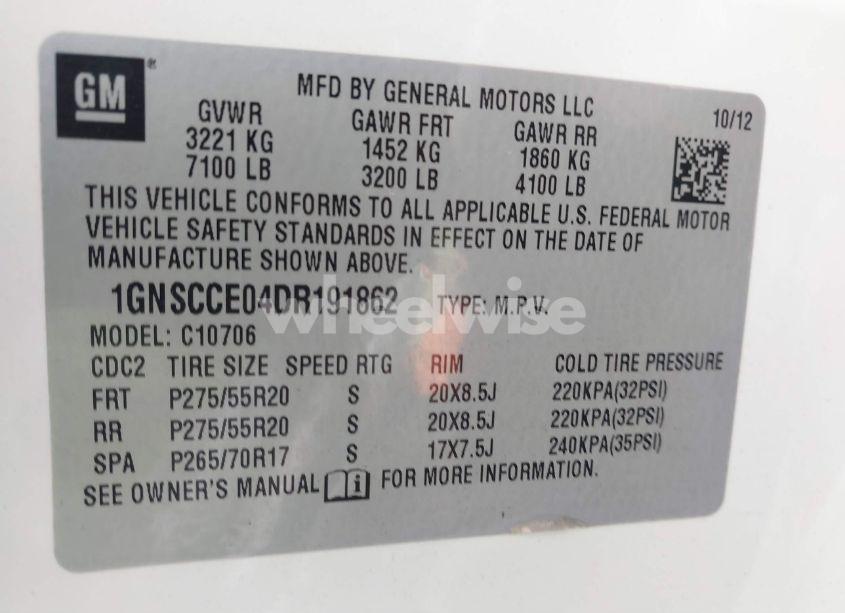 GM
MFD BY GENERAL MOTORS LLC
10/12
GVWR GAWR FRT GAWR RR
3221 KG 1452 KG 1860 KG
7100 LB 3200 LB 4100 LB
THIS VEHICLE CONFORMS TO ALL APPLICABLE U.S. FEDERAL MOTOR
VEHICLE SAFETY STANDARDS IN EFFECT ON THE DATE OF
MANUFACTURE SHOWN ABOVE.
1GNSCCE04DR191862 TYPE: M.P.V.
wheelwise
MODEL: C10706
CDC2 TIRE SIZE SPEED RTG RIM COLD TIRE PRESSURE
FRT P275/55R20 S 20X8.5J 220KPA(32PSI)
RR P275/55R20 S 20X8.5J 220KPA(32PSI)
SPA P265/70R17 S 17X7.5J 240KPA(35PSI)
SEE OWNER'S MANUAL i FOR MORE INFORMATION.